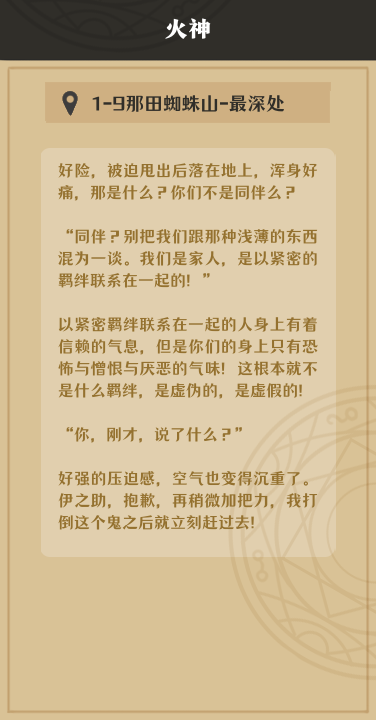 火神
1-9那田蜘蛛山-最深处
好险，被迫甩出后落在地上，浑身好
痛，那是什么？你们不是同伴么？
“同伴？别把我们跟那种浅薄的东西
混为一谈。我们是家人，是以紧密的
羁绊联系在一起的！”
以紧密羁绊联系在一起的人身上有着
信赖的气息，但是你们的身上只有恐
怖与憎恨与厌恶的气味！这根本就不
是什么羁绊，是虚伪的，是虚假的！
“你，刚才，说了什么？”
好强的压迫感，空气也变得沉重了。
伊之助，抱歉，再稍微加把力，我打
倒这个鬼之后就立刻赶过去！